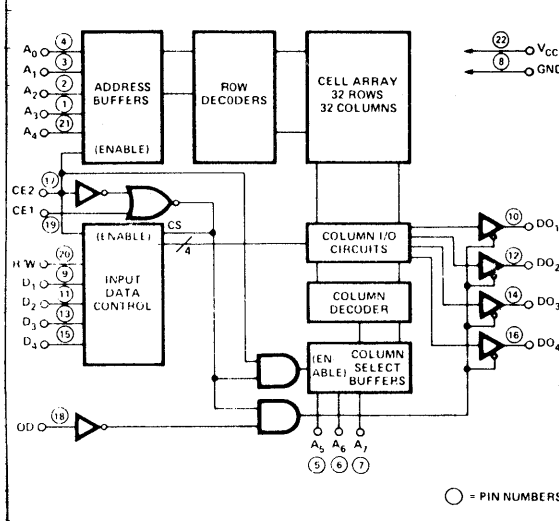 A0 4
A1 3
A2 2
A3 1
A4 21
ADDRESS
BUFFERS
(ENABLE)
ROW
DECODERS
CELL ARRAY
32 ROWS
32 COLUMNS
22 VCC
8 GND
CE2 17
CE1 19
CS
4
(ENABLE)
INPUT
DATA
CONTROL
R/W 20
D1 9
D2 11
D3 13
D4 15
COLUMN I/O
CIRCUITS
COLUMN
DECODER
(EN
ABLE)
COLUMN
SELECT
BUFFERS
10 DO1
12 DO2
14 DO3
16 DO4
OD 18
A5 A6 A7
5 6 7
= PIN NUMBERS